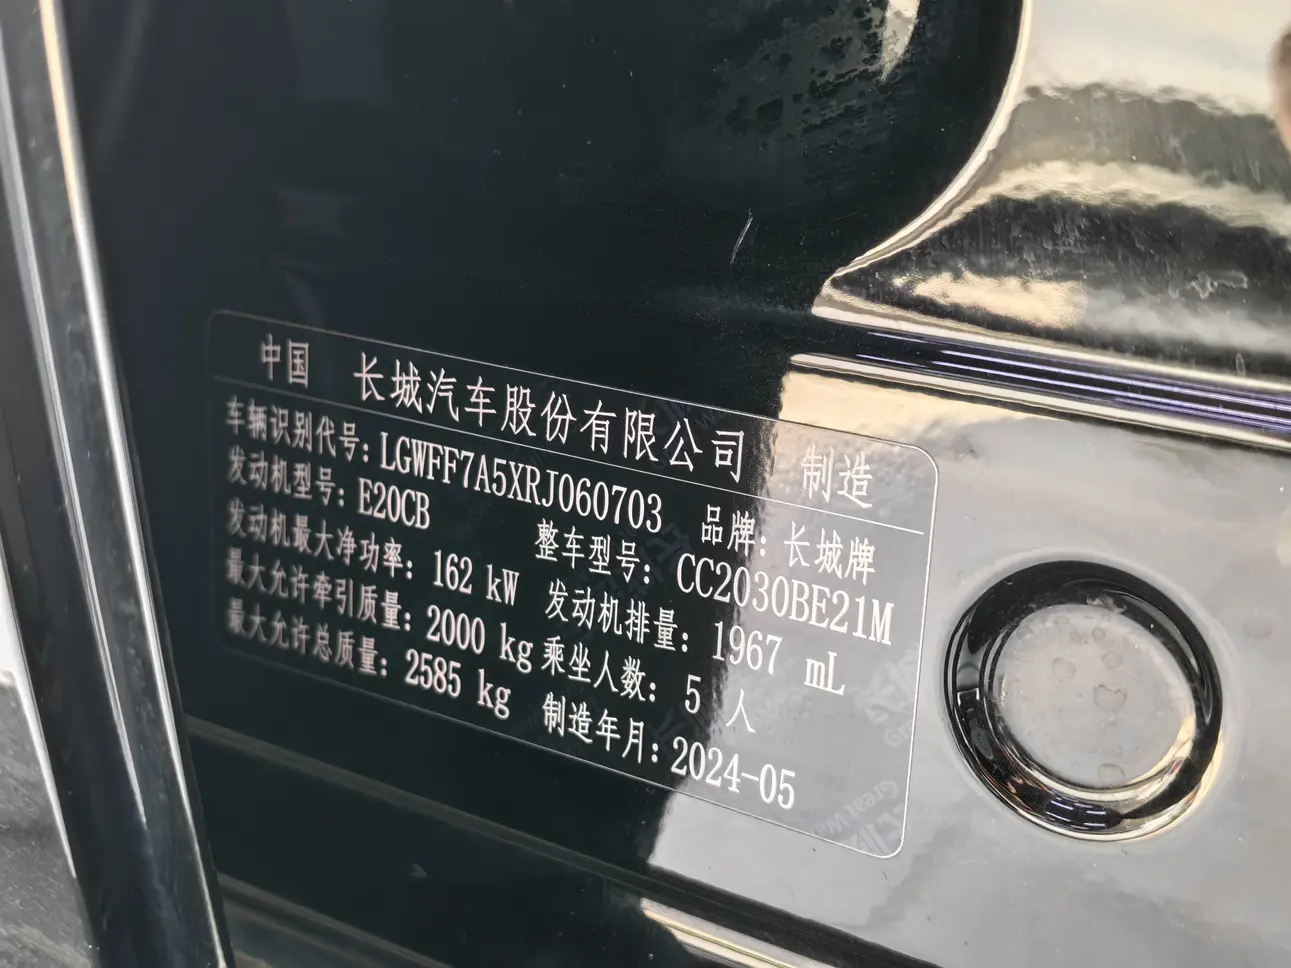 中国 长城汽车股份有限公司 制造
车辆识别代号：LGWFF7A5XRJ060703 品牌：长城牌
发动机型号：E20CB 整车型号：CC2030BE21M
发动机最大净功率：162 kW 发动机排量：1967 mL
最大允许牵引质量：2000 kg 乘坐人数：5 人
最大允许总质量：2585 kg 制造年月：2024-05